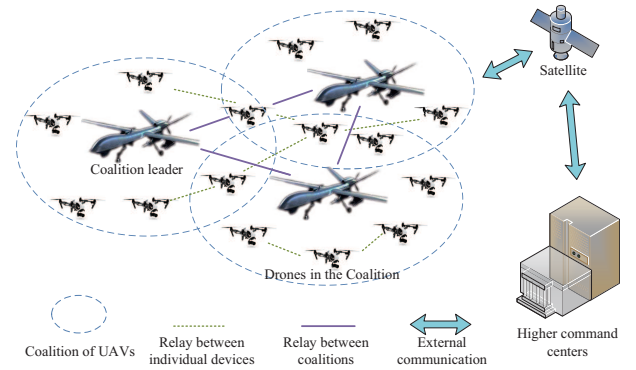 Satellite
Coalition leader
Drones in the Coalition
Higher command
centers
Coalition of UAVs
Relay between
individual devices
Relay between
coalitions
External
communication